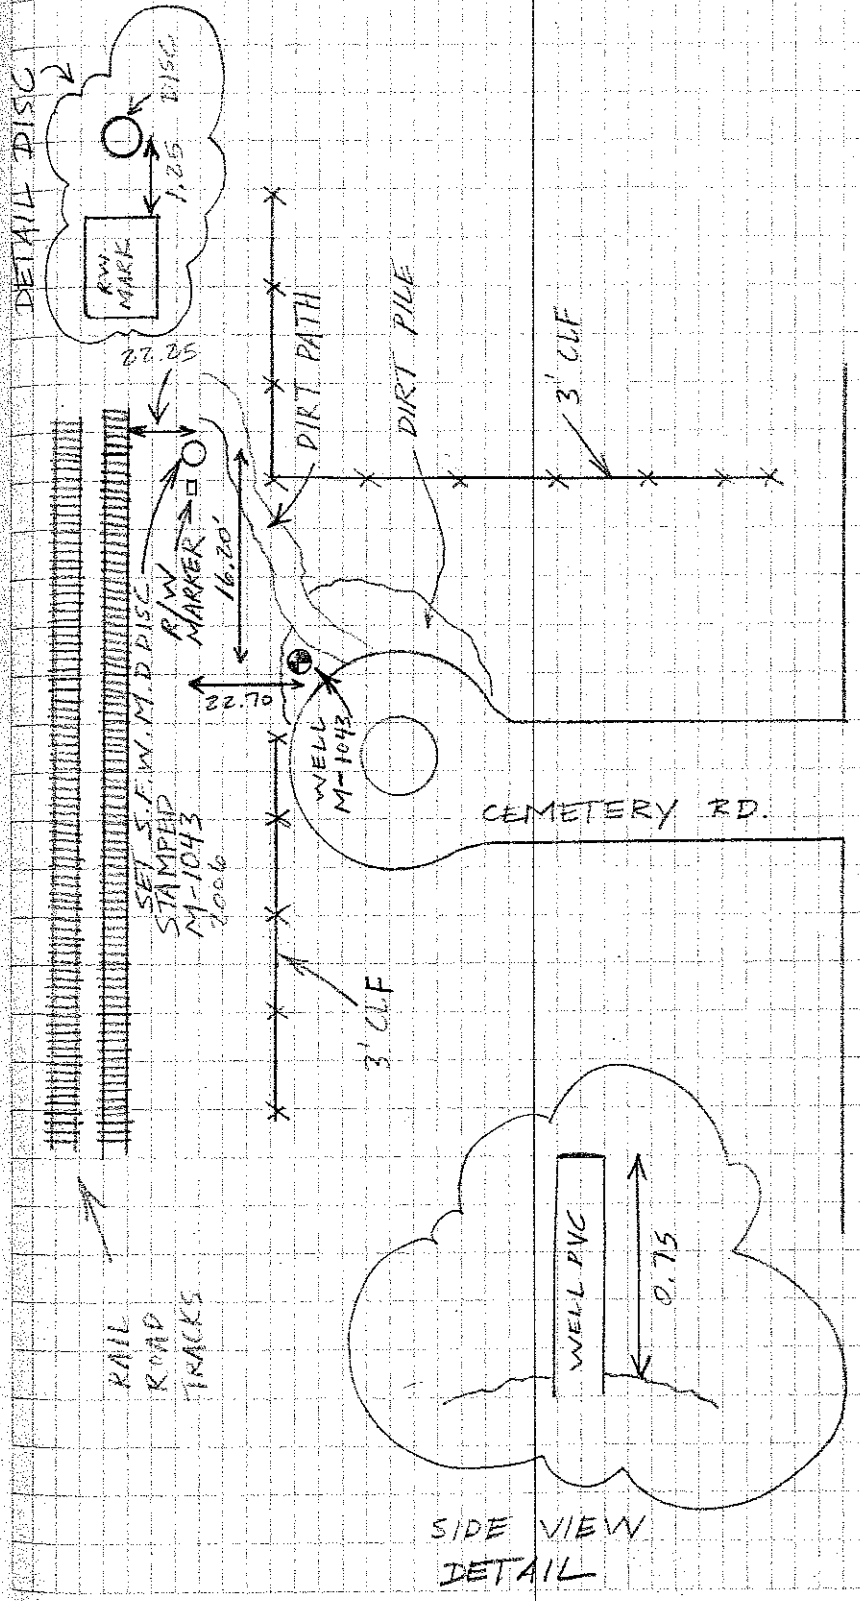 DETAIL DISC
DISC
1.25
R/W
MARK
22.25
DIRT PATH
DIRT PILE
3' CLF
SET S.F.W.M.D DISC
STAMPED
M-1043
2006
R/W
MARKER
16.20'
22.70
WELL
M-1043
CEMETERY RD.
3' CLF
RAIL
ROAD
TRACKS
WELL PVC
0.75
SIDE VIEW
DETAIL